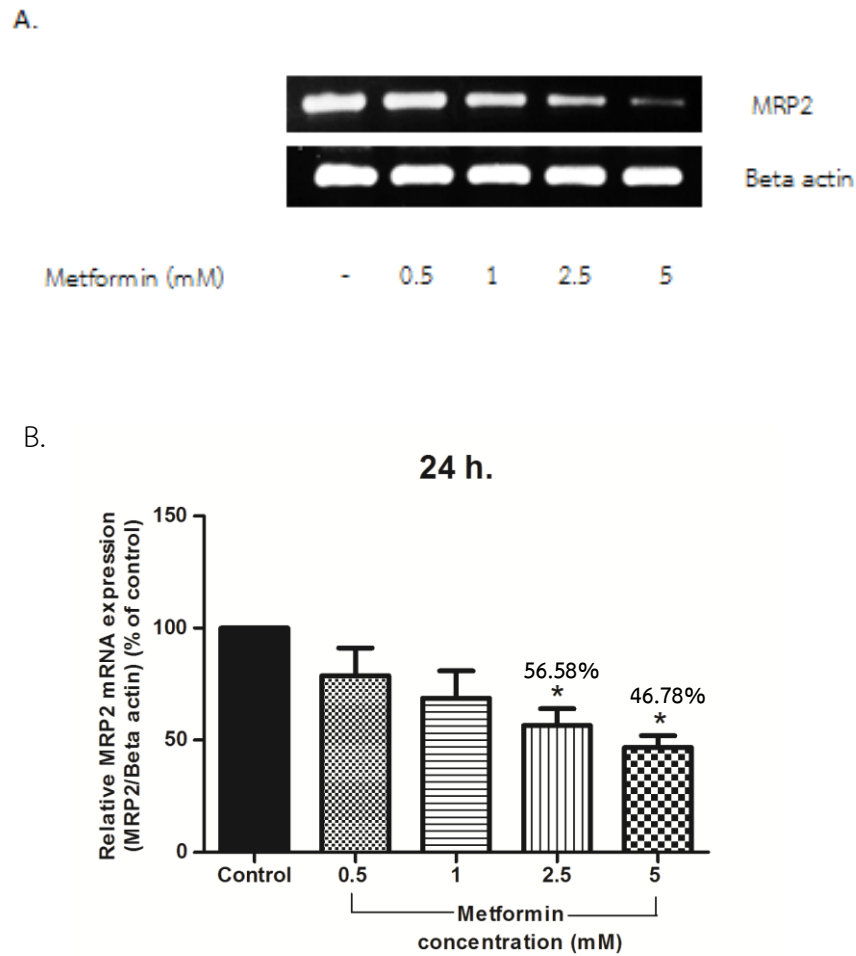 A.
MRP2
Beta actin
Metformin (mM) - 0.5 1 2.5 5
B.
24 h.
Relative MRP2 mRNA expression
(MRP2/Beta actin) (% of control)
150
100
50
0
56.58%
*
46.78%
*
Control 0.5 1 2.5 5
Metformin
concentration (mM)